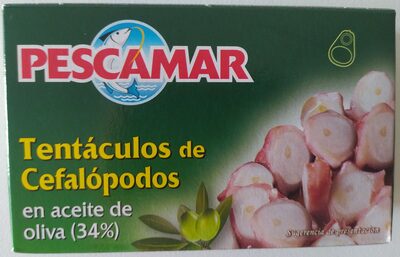 PESCAMAR
Tentáculos de
Cefalópodos
en aceite de
oliva (34%)
Sugerencia de presentación